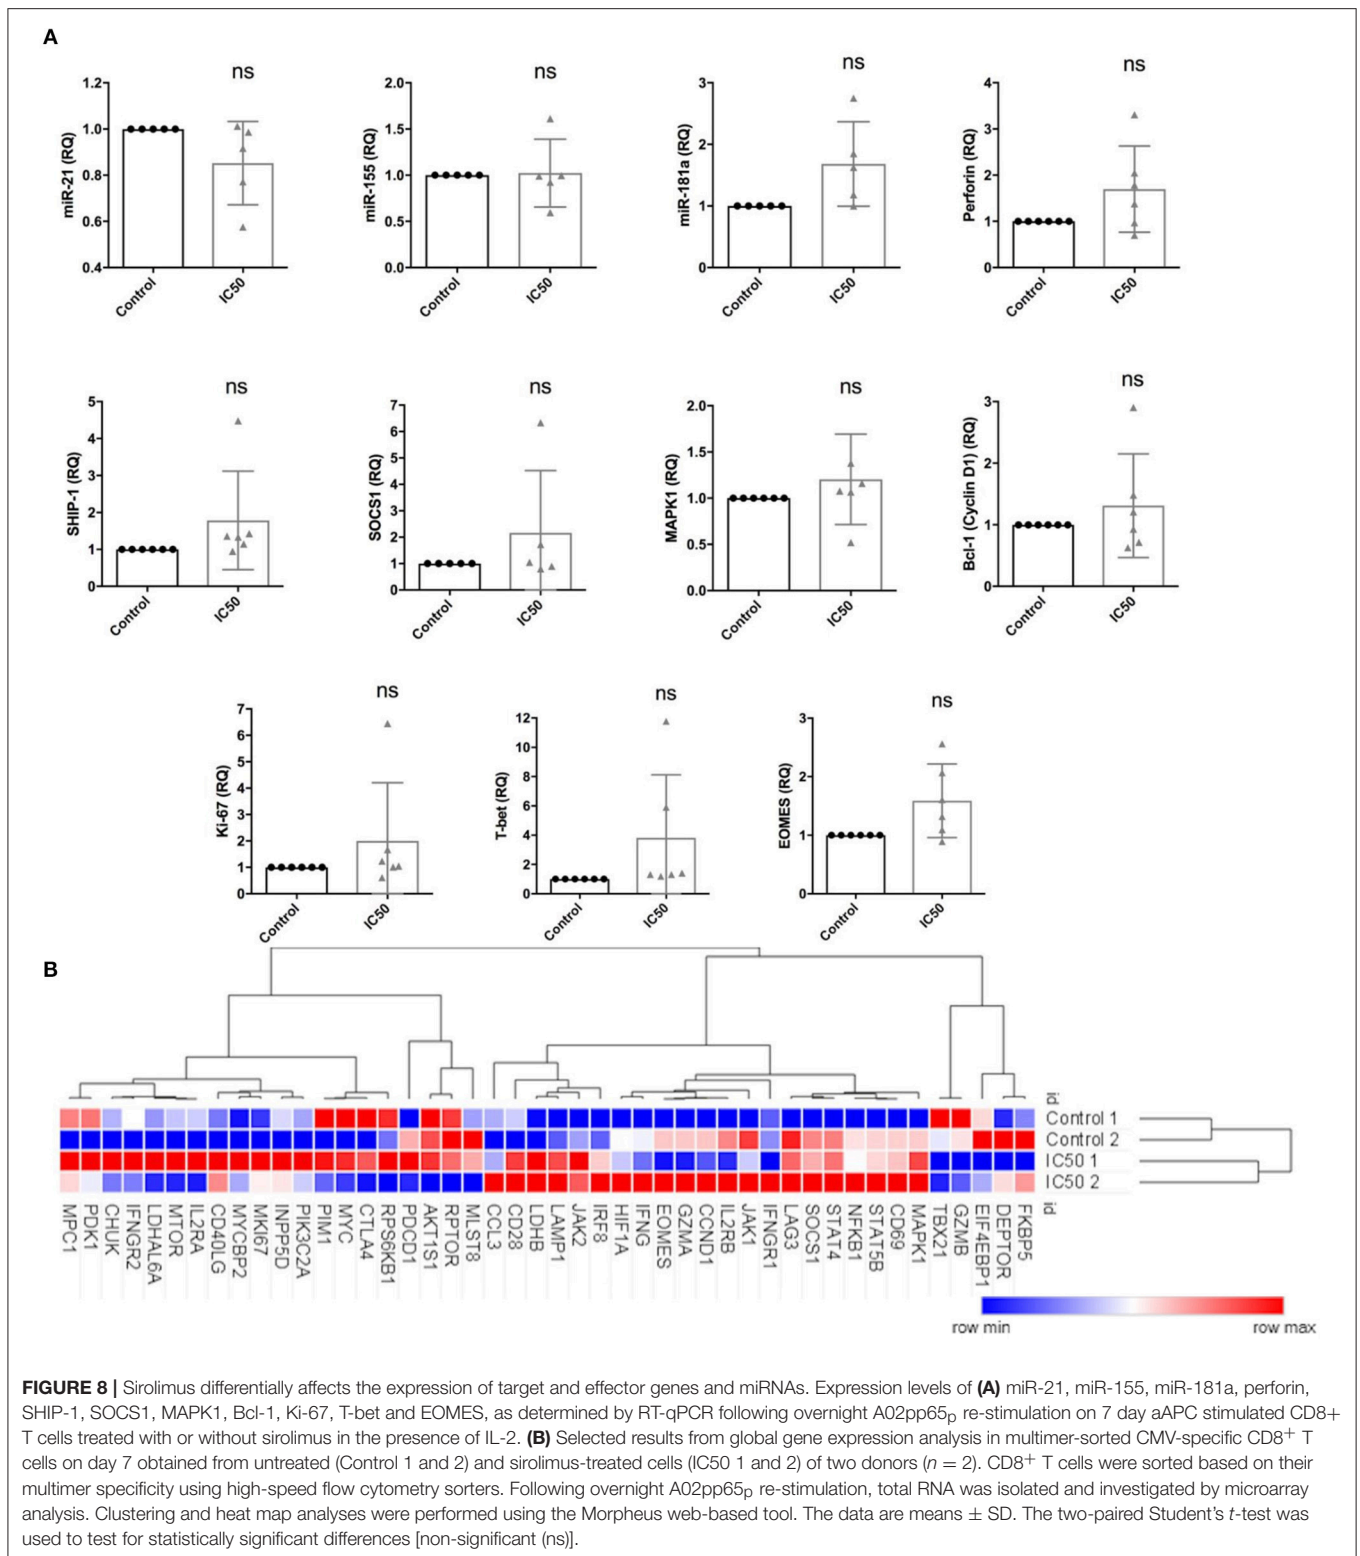 A
ns
ns
ns
ns
miR-21 (RQ)
1.2
1.0
0.8
0.6
0.4
Control
IC50
miR-155 (RQ)
2.0
1.5
1.0
0.5
0.0
Control
IC50
miR-181a (RQ)
3
2
1
0
Control
IC50
Perforin (RQ)
4
3
2
1
0
Control
IC50
ns
ns
ns
ns
SHIP-1 (RQ)
5
4
3
2
1
0
Control
IC50
SOCS1 (RQ)
7
6
5
4
3
2
1
0
Control
IC50
MAPK1 (RQ)
2.0
1.5
1.0
0.5
0.0
Control
IC50
Bcl-1 (Cyclin D1) (RQ)
3
2
1
0
Control
IC50
ns
ns
ns
Ki-67 (RQ)
7
6
5
4
3
2
1
0
Control
IC50
T-bet (RQ)
12
10
8
6
4
2
0
Control
IC50
EOMES (RQ)
3
2
1
0
Control
IC50
B
id
Control 1
Control 2
IC50 1
IC50 2
id
MPC1
PDK1
CHUK
IFNGR2
LDHAL6A
MTOR
IL2RA
CD40LG
MYCBP2
MKI67
INPP5D
PIK3C2A
PIM1
MYC
CTLA4
RPS6KB1
PDCD1
AKT1S1
RPTOR
MLST8
CCL3
CD28
LDHB
LAMP1
JAK2
IRF8
HIF1A
IFNG
EOMES
GZMA
CCND1
IL2RB
JAK1
IFNGR1
LAG3
SOCS1
STAT4
NFKB1
STAT5B
CD69
MAPK1
TBX21
GZMB
EIF4EBP1
DEPTOR
FKBP5
row min
row max
FIGURE 8 | Sirolimus differentially affects the expression of target and effector genes and miRNAs. Expression levels of (A) miR-21, miR-155, miR-181a, perforin,
SHIP-1, SOCS1, MAPK1, Bcl-1, Ki-67, T-bet and EOMES, as determined by RT-qPCR following overnight A02pp65p re-stimulation on 7 day aAPC stimulated CD8+
T cells treated with or without sirolimus in the presence of IL-2. (B) Selected results from global gene expression analysis in multimer-sorted CMV-specific CD8+ T
cells on day 7 obtained from untreated (Control 1 and 2) and sirolimus-treated cells (IC50 1 and 2) of two donors (n = 2). CD8+ T cells were sorted based on their
multimer specificity using high-speed flow cytometry sorters. Following overnight A02pp65p re-stimulation, total RNA was isolated and investigated by microarray
analysis. Clustering and heat map analyses were performed using the Morpheus web-based tool. The data are means ± SD. The two-paired Student's t-test was
used to test for statistically significant differences [non-significant (ns)].